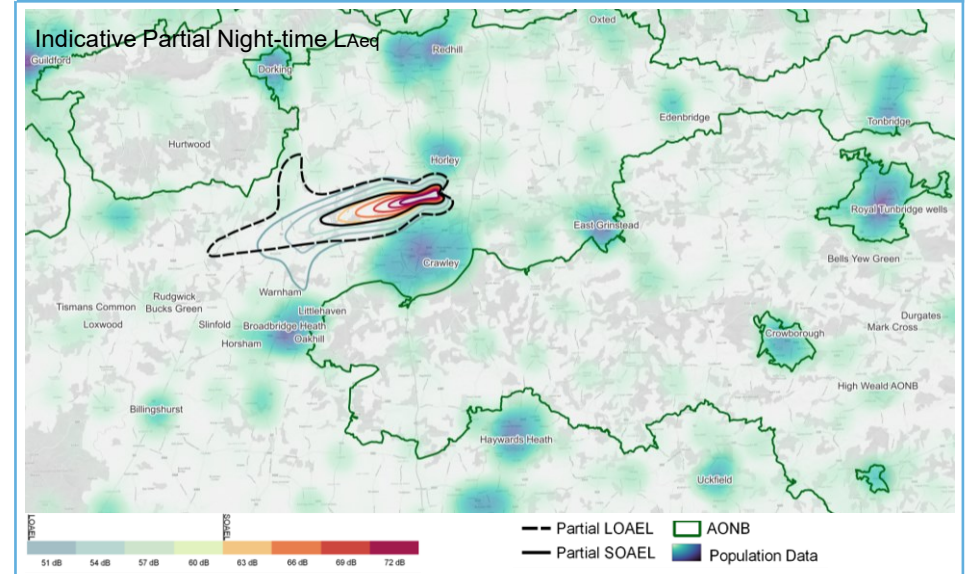 Indicative Partial Night-time LAeq
Oxted
Redhill
Guildford
Dorking
Edenbridge
Tonbridge
Hurtwood
Horley
Royal Tunbridge wells
East Grinstead
Bells Yew Green
Crawley
Warnham
Rudgwick
Bucks Green
Tismans Common
Littlehaven
Durgates
Loxwood
Slinfold
Broadbridge Heath
Mark Cross
Crowborough
Oakhill
Horsham
High Weald AONB
Billingshurst
Haywards Heath
Uckfield
LOAEL
SOAEL
51 dB 54 dB 57 dB 60 dB 63 dB 66 dB 69 dB 72 dB
Partial LOAEL
AONB
Partial SOAEL
Population Data